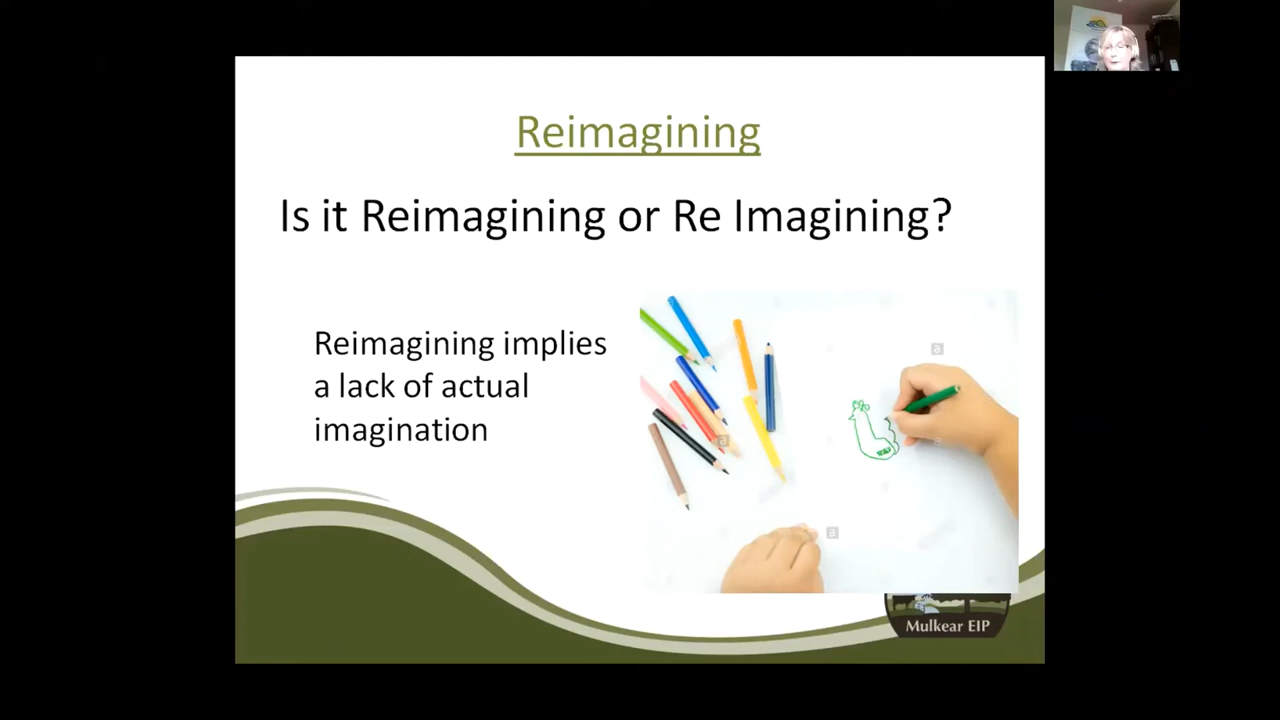 Reimagining
Is it Reimagining or Re Imagining?
Reimagining implies
a lack of actual
imagination
a
a
a
a
Mulkear EIP